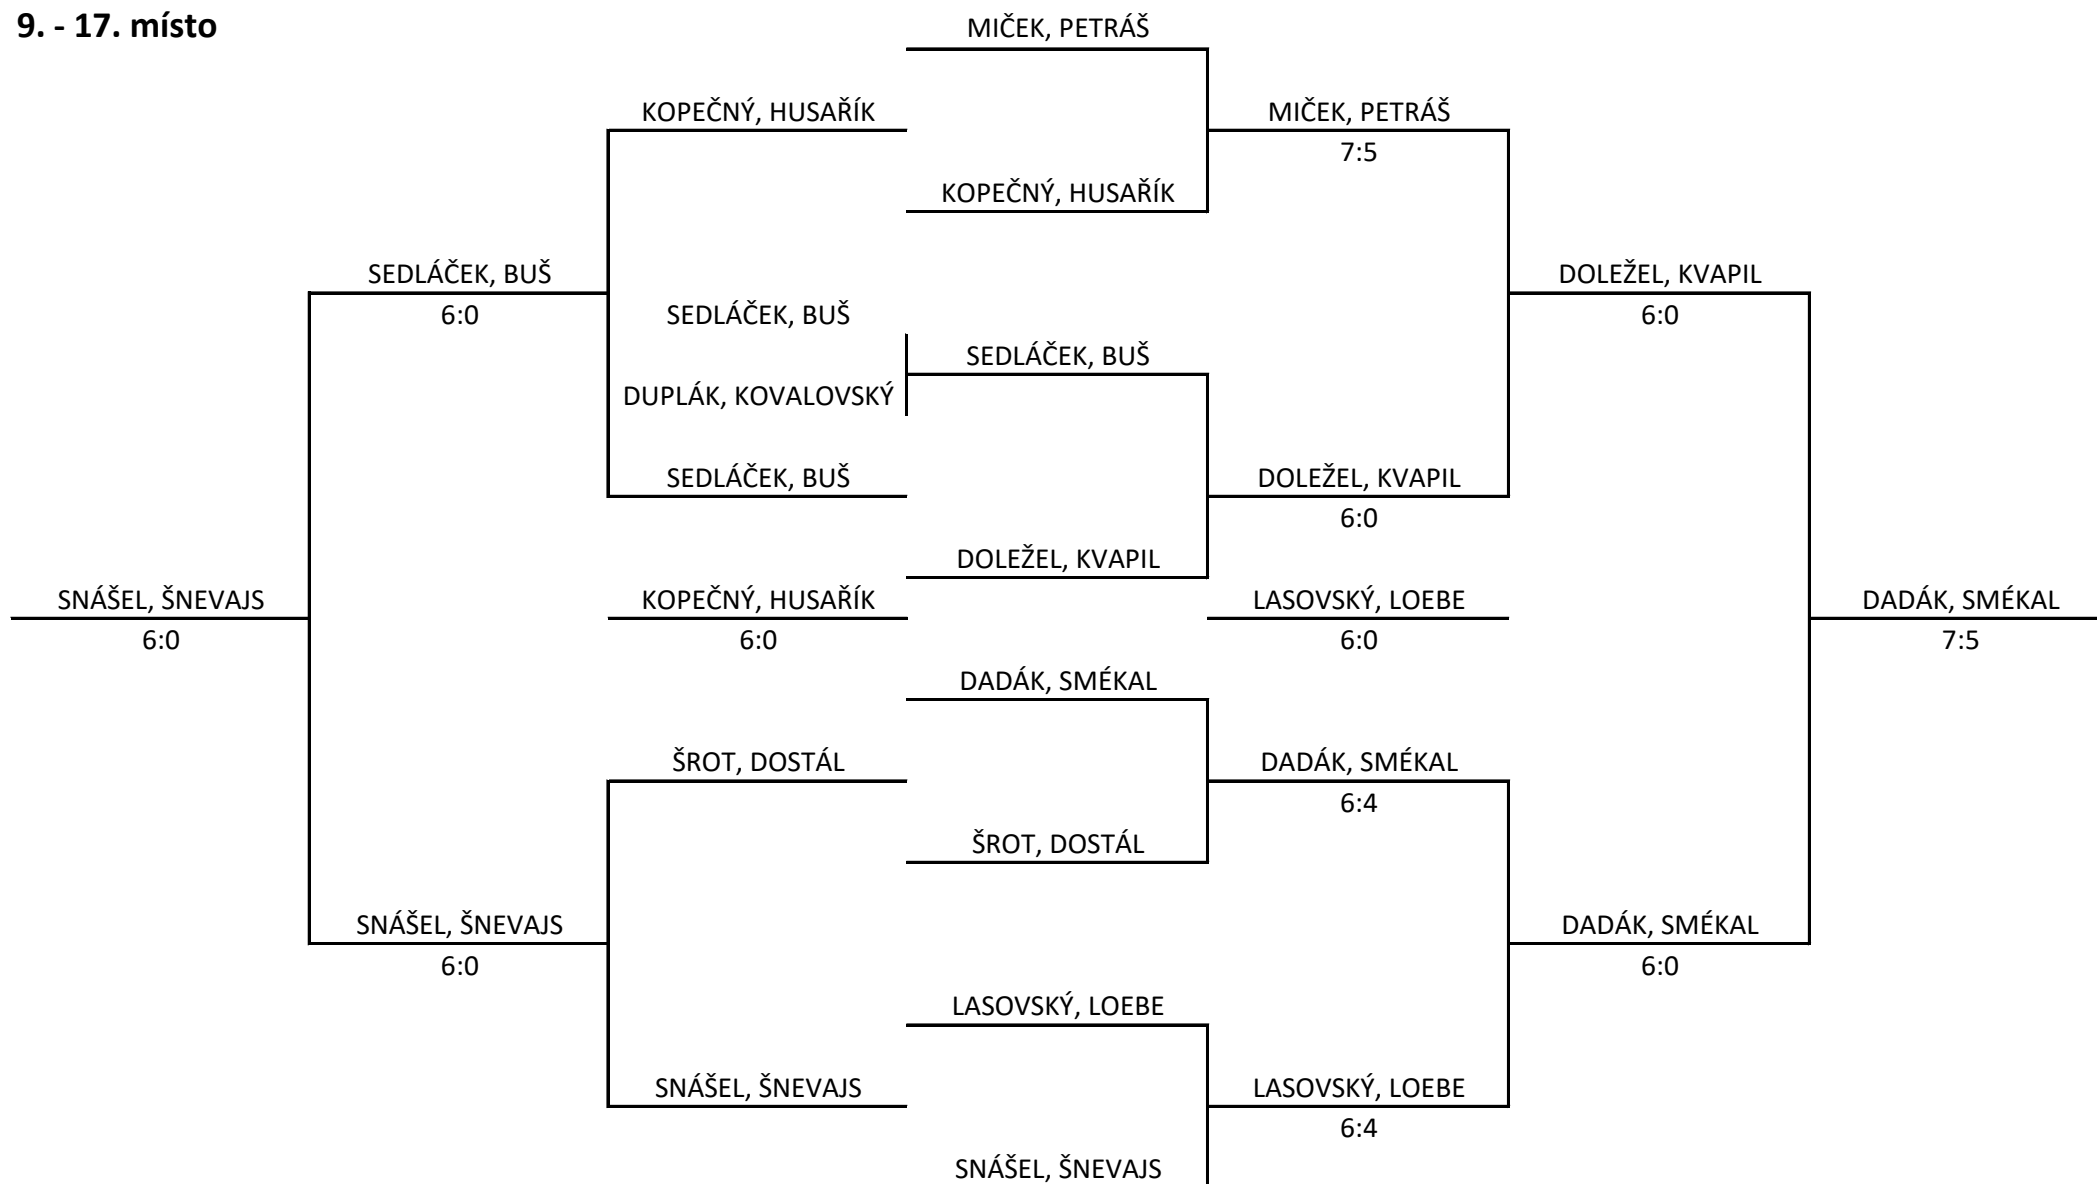 9. - 17. místo
MIČEK, PETRÁŠ
KOPEČNÝ, HUSAŘÍK
MIČEK, PETRÁŠ
7:5
KOPEČNÝ, HUSAŘÍK
SEDLÁČEK, BUŠ
DOLEŽEL, KVAPIL
6:0
SEDLÁČEK, BUŠ
6:0
SEDLÁČEK, BUŠ
DUPLÁK, KOVALOVSKÝ
SEDLÁČEK, BUŠ
DOLEŽEL, KVAPIL
6:0
DOLEŽEL, KVAPIL
SNÁŠEL, ŠNEVAJS
KOPEČNÝ, HUSAŘÍK
LASOVSKÝ, LOEBE
DADÁK, SMÉKAL
6:0
6:0
6:0
7:5
DADÁK, SMÉKAL
ŠROT, DOSTÁL
DADÁK, SMÉKAL
6:4
ŠROT, DOSTÁL
SNÁŠEL, ŠNEVAJS
DADÁK, SMÉKAL
6:0
6:0
LASOVSKÝ, LOEBE
SNÁŠEL, ŠNEVAJS
LASOVSKÝ, LOEBE
6:4
SNÁŠEL, ŠNEVAJS